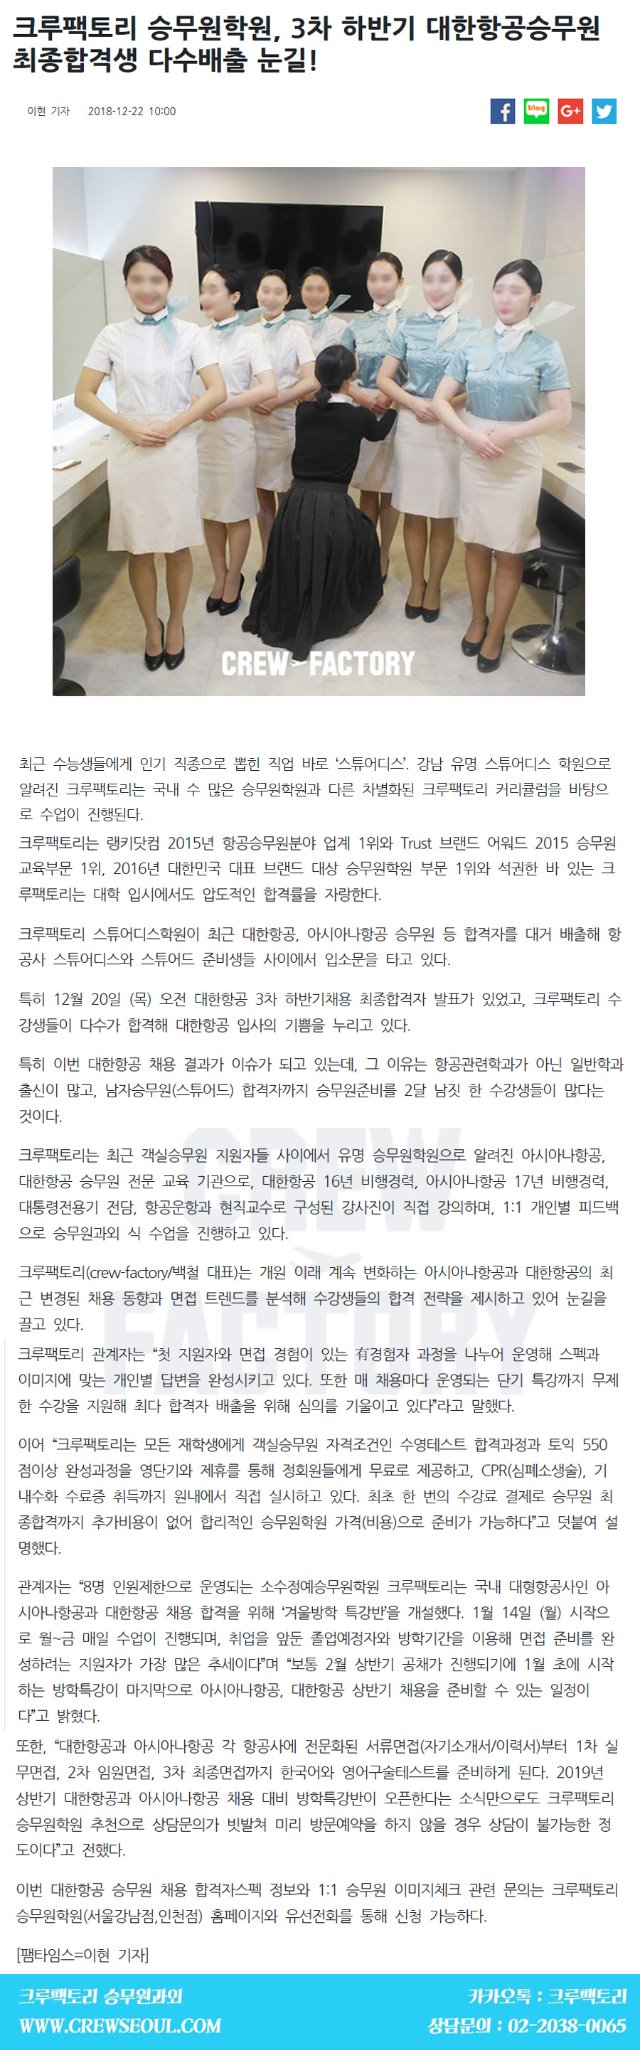 크루팩토리 승무원학원, 3차 하반기 대한항공승무원
최종합격생 다수배출 눈길!
이현 기자 2018-12-22 10:00
blog
G+
CREW FACTORY
최근 수능생들에게 인기 직종으로 뽑힌 직업 바로 ‘스튜어디스’. 강남 유명 스튜어디스 학원으로
알려진 크루팩토리는 국내 수 많은 승무원학원과 다른 차별화된 크루팩토리 커리큘럼을 바탕으
로 수업이 진행된다.
크루팩토리는 랭키닷컴 2015년 항공승무원분야 업계 1위와 Trust 브랜드 어워드 2015 승무원
교육부문 1위, 2016년 대한민국 대표 브랜드 대상 승무원학원 부문 1위와 석권한 바 있는 크
루팩토리는 대학 입시에서도 압도적인 합격률을 자랑한다.
크루팩토리 스튜어디스학원이 최근 대한항공, 아시아나항공 승무원 등 합격자를 대거 배출해 항
공사 스튜어디스와 스튜어드 준비생들 사이에서 입소문을 타고 있다.
특히 12월 20일 (목) 오전 대한항공 3차 하반기채용 최종합격자 발표가 있었고, 크루팩토리 수
강생들이 다수가 합격해 대한항공 입사의 기쁨을 누리고 있다.
특히 이번 대한항공 채용 결과가 이슈가 되고 있는데, 그 이유는 항공관련학과가 아닌 일반학과
출신이 많고, 남자승무원(스튜어드) 합격자까지 승무원준비를 2달 남짓 한 수강생들이 많다는
것이다.
크루팩토리는 최근 객실승무원 지원자들 사이에서 유명 승무원학원으로 알려진 아시아나항공,
대한항공 승무원 전문 교육 기관으로, 대한항공 16년 비행경력, 아시아나항공 17년 비행경력,
대통령전용기 전담, 항공운항과 현직교수로 구성된 강사진이 직접 강의하며, 1:1 개인별 피드백
으로 승무원과외 식 수업을 진행하고 있다.
크루팩토리(crew-factory/백철 대표)는 개원 이래 계속 변화하는 아시아나항공과 대한항공의 최
근 변경된 채용 동향과 면접 트렌드를 분석해 수강생들의 합격 전략을 제시하고 있어 눈길을
끌고 있다.
크루팩토리 관계자는 “첫 지원자와 면접 경험이 있는 有경험자 과정을 나누어 운영해 스펙과
이미지에 맞는 개인별 답변을 완성시키고 있다. 또한 매 채용마다 운영되는 단기 특강까지 무제
한 수강을 지원해 최다 합격자 배출을 위해 심의를 기울이고 있다”라고 말했다.
이어 “크루팩토리는 모든 재학생에게 객실승무원 자격조건인 수영테스트 합격과정과 토익 550
점이상 완성과정을 영단기와 제휴를 통해 정회원들에게 무료로 제공하고, CPR(심폐소생술), 기
내수화 수료증 취득까지 원내에서 직접 실시하고 있다. 최초 한 번의 수강료 결제로 승무원 최
종합격까지 추가비용이 없어 합리적인 승무원학원 가격(비용)으로 준비가 가능하다”고 덧붙여 설
명했다.
관계자는 “8명 인원제한으로 운영되는 소수정예승무원학원 크루팩토리는 국내 대형항공사인 아
시아나항공과 대한항공 채용 합격을 위해 ‘겨울방학 특강반’을 개설했다. 1월 14일 (월) 시작으
로 월~금 매일 수업이 진행되며, 취업을 앞둔 졸업예정자와 방학기간을 이용해 면접 준비를 완
성하려는 지원자가 가장 많은 추세이다”며 “보통 2월 상반기 공채가 진행되기에 1월 초에 시작
하는 방학특강이 마지막으로 아시아나항공, 대한항공 상반기 채용을 준비할 수 있는 일정이
다”고 밝혔다.
또한, “대한항공과 아시아나항공 각 항공사에 전문화된 서류면접(자기소개서/이력서)부터 1차 실
무면접, 2차 임원면접, 3차 최종면접까지 한국어와 영어구술테스트를 준비하게 된다. 2019년
상반기 대한항공과 아시아나항공 채용 대비 방학특강반이 오픈한다는 소식만으로도 크루팩토리
승무원학원 추천으로 상담문의가 빗발쳐 미리 방문예약을 하지 않을 경우 상담이 불가능한 정
도이다”고 전했다.
이번 대한항공 승무원 채용 합격자스펙 정보와 1:1 승무원 이미지체크 관련 문의는 크루팩토리
승무원학원(서울강남점,인천점) 홈페이지와 유선전화를 통해 신청 가능하다.
[팸타임스=이현 기자]
CREW
FACTORY
크루팩토리 승무원과외 카카오톡 : 크루팩토리
WWW.CREWSEOUL.COM 상담문의 : 02-2038-0065